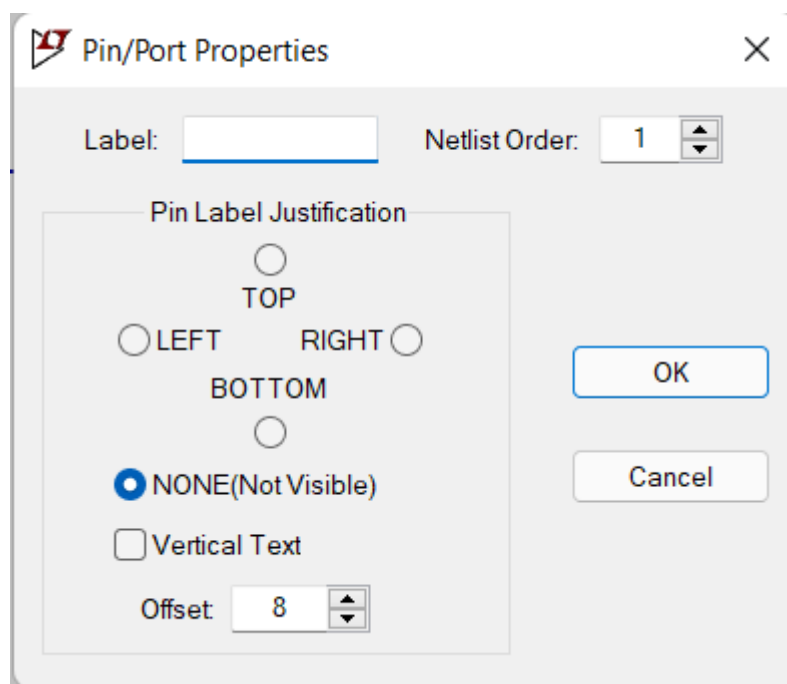 Pin/Port Properties
Label:
Netlist Order: 1
Pin Label Justification
TOP
LEFT RIGHT
BOTTOM
NONE(Not Visible)
Vertical Text
Offset: 8
OK
Cancel